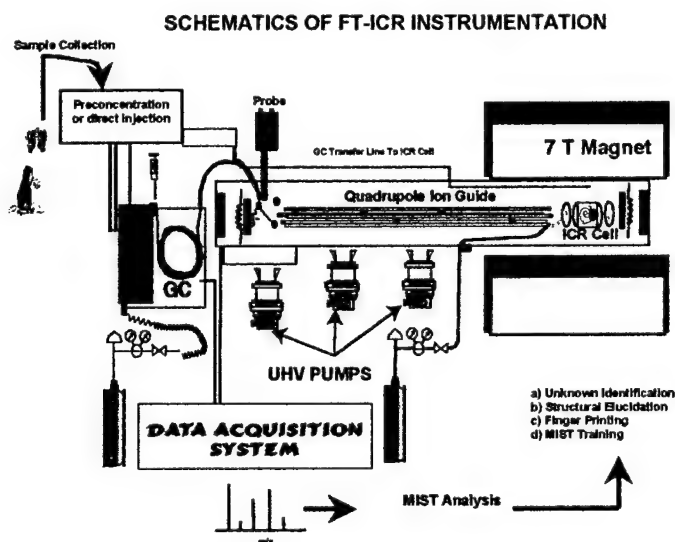 SCHEMATICS OF FT-ICR INSTRUMENTATION
Sample Collection
Preconcentration
or direct injection
Probe
GC Transfer Line To ICR Cell
7 T Magnet
Quadrupole Ion Guide
ICR Cell
GC
UHV PUMPS
DATA ACQUISITION
SYSTEM
a) Unknown Identification
b) Structural Elucidation
c) Finger Printing
d) MIST Training
MIST Analysis